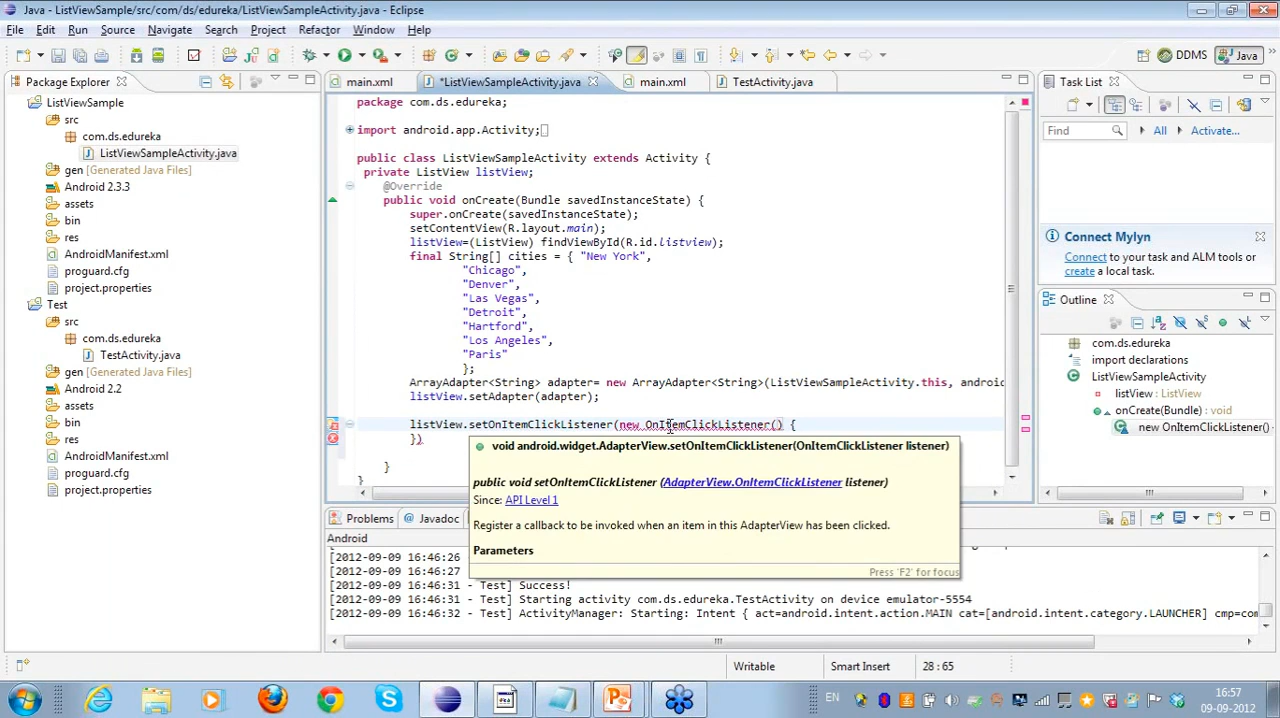 Java - ListViewSample/src/com/ds/edureka/ListViewSampleActivity.java - Eclipse
File Edit Run Source Search Navigate Project Refactor Window Help
DDMS Java
Package Explorer
main.xml *ListViewSampleActivity.java main.xml TestActivity.java
Task List
ListViewSample
src
com.ds.edureka
ListViewSampleActivity.java
gen [Generated Java Files]
Android 2.3.3
assets
bin
res
AndroidManifest.xml
proguard.cfg
project.properties
Test
src
com.ds.edureka
TestActivity.java
gen [Generated Java Files]
Android 2.2
assets
bin
res
AndroidManifest.xml
proguard.cfg
project.properties
package com.ds.edureka;
import android.app.Activity;
public class ListViewSampleActivity extends Activity {
private ListView listView;
@Override
public void onCreate(Bundle savedInstanceState) {
super.onCreate(savedInstanceState);
setContentView(R.layout.main);
listView=(ListView) findViewById(R.id.listview);
final String[] cities = { "New York",
"Chicago",
"Denver",
"Las Vegas",
"Detroit",
"Hartford",
"Los Angeles",
"Paris"
};
ArrayAdapter<String> adapter= new ArrayAdapter<String>(ListViewSampleActivity.this, androi
listView.setAdapter(adapter);
listView.setOnItemClickListener(new OnItemClickListener() {
})
}
}
void android.widget.AdapterView.setOnItemClickListener(OnItemClickListener listener)
public void setOnItemClickListener (AdapterView.OnItemClickListener listener)
Since: API Level 1
Register a callback to be invoked when an item in this AdapterView has been clicked.
Parameters
Press 'F2' for focus
Find All Activate...
Connect Mylyn
Connect to your task and ALM tools or
create a local task.
Outline
com.ds.edureka
import declarations
ListViewSampleActivity
listView : ListView
onCreate(Bundle) : void
new OnItemClickListener()
Problems Javadoc
Android
[2012-09-09 16:46:26
[2012-09-09 16:46:27
[2012-09-09 16:46:31 - Test] Success!
[2012-09-09 16:46:31 - Test] Starting activity com.ds.edureka.TestActivity on device emulator-5554
[2012-09-09 16:46:32 - Test] ActivityManager: Starting: Intent { act=android.intent.action.MAIN cat=[android.intent.category.LAUNCHER] cmp=com
Writable Smart Insert 28 : 65
EN
16:57
09-09-2012